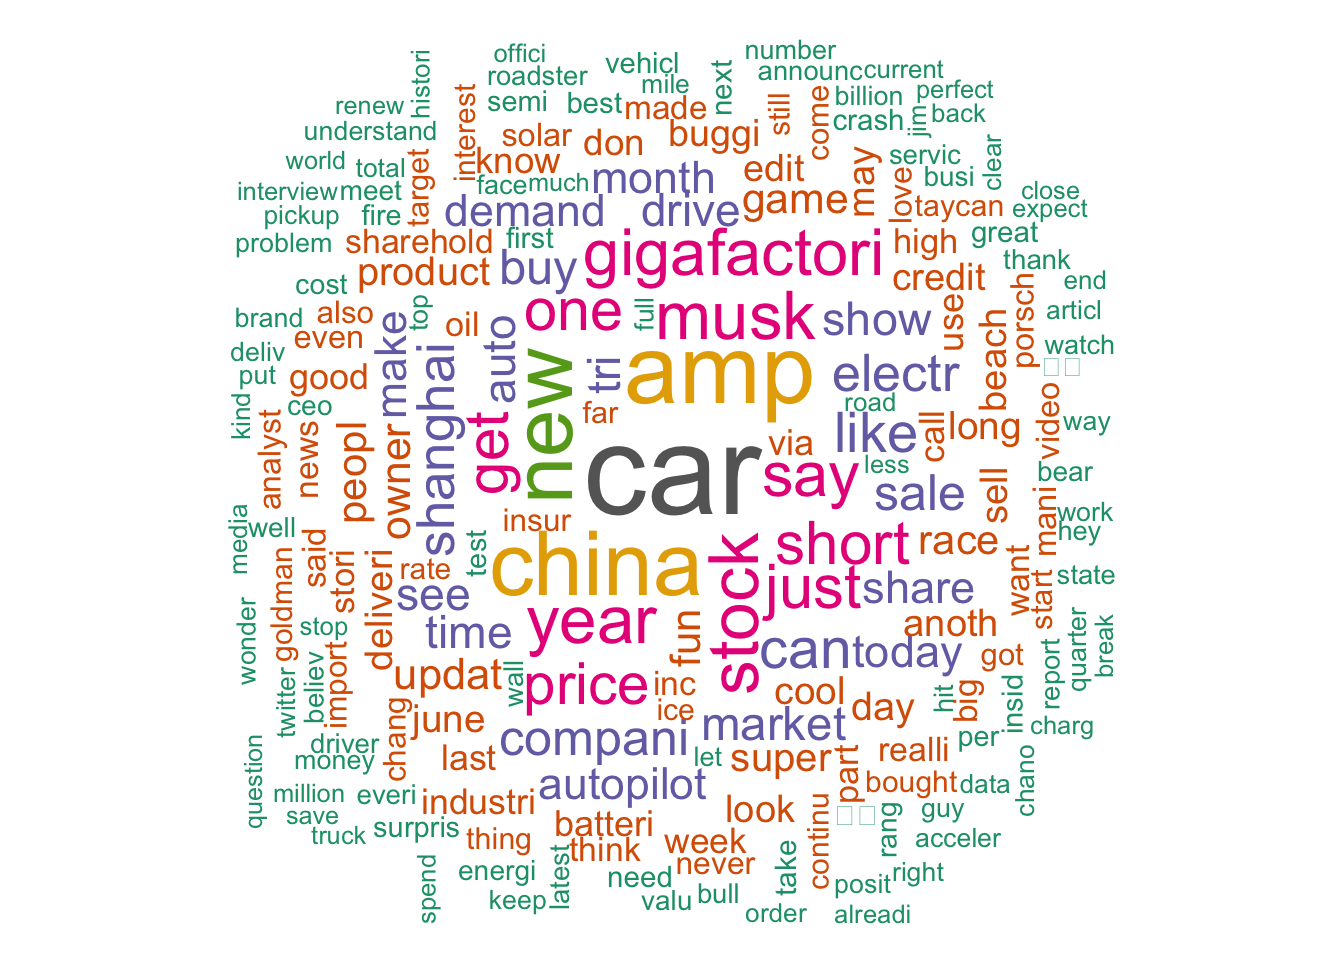 offici
vehicl
number
histori
roadster
mile
next
announc
current
renew
interest
semi
best
made
still
come
billion
perfect
understand
solar
don
buggi
crash
jim
back
world
total
target
know
month
edit
may
servic
clear
interview
meet
face
much
game
love
busi
close
pickup
fire
demand
drive
taycan
expect
problem
sharehold
first
gigafactori
high
great
cost
product
buy
credit
thank
end
brand
also
top
oil
one
full
musk
show
use
beach
porsch
articl
deliv
even
make
auto
new
tri
amp
electr
watch
put
good
kind
ceo
shanghai
get
far
road
like
call
long
video
way
analyst
news
peopl
owner
car
via
say
less
sale
sell
bear
media
well
insur
work
hey
said
test
china
stock
short
race
want
mani
goldman
stori
deliveri
rate
see
just
share
start
state
wonder
stop
time
year
fun
can
today
anoth
got
report
quarter
break
twitter
believ
import
updat
wall
price
inc
cool
day
big
hit
insid
june
ice
market
charg
question
driver
money
chang
last
compani
let
super
part
realli
per
million
everi
industri
autopilot
look
bought
data
chano
save
truck
surpris
thing
batteri
think
week
never
continu
rang
guy
acceler
spend
energi
keep
latest
need
valu
bull
take
order
posit
right
alreadi